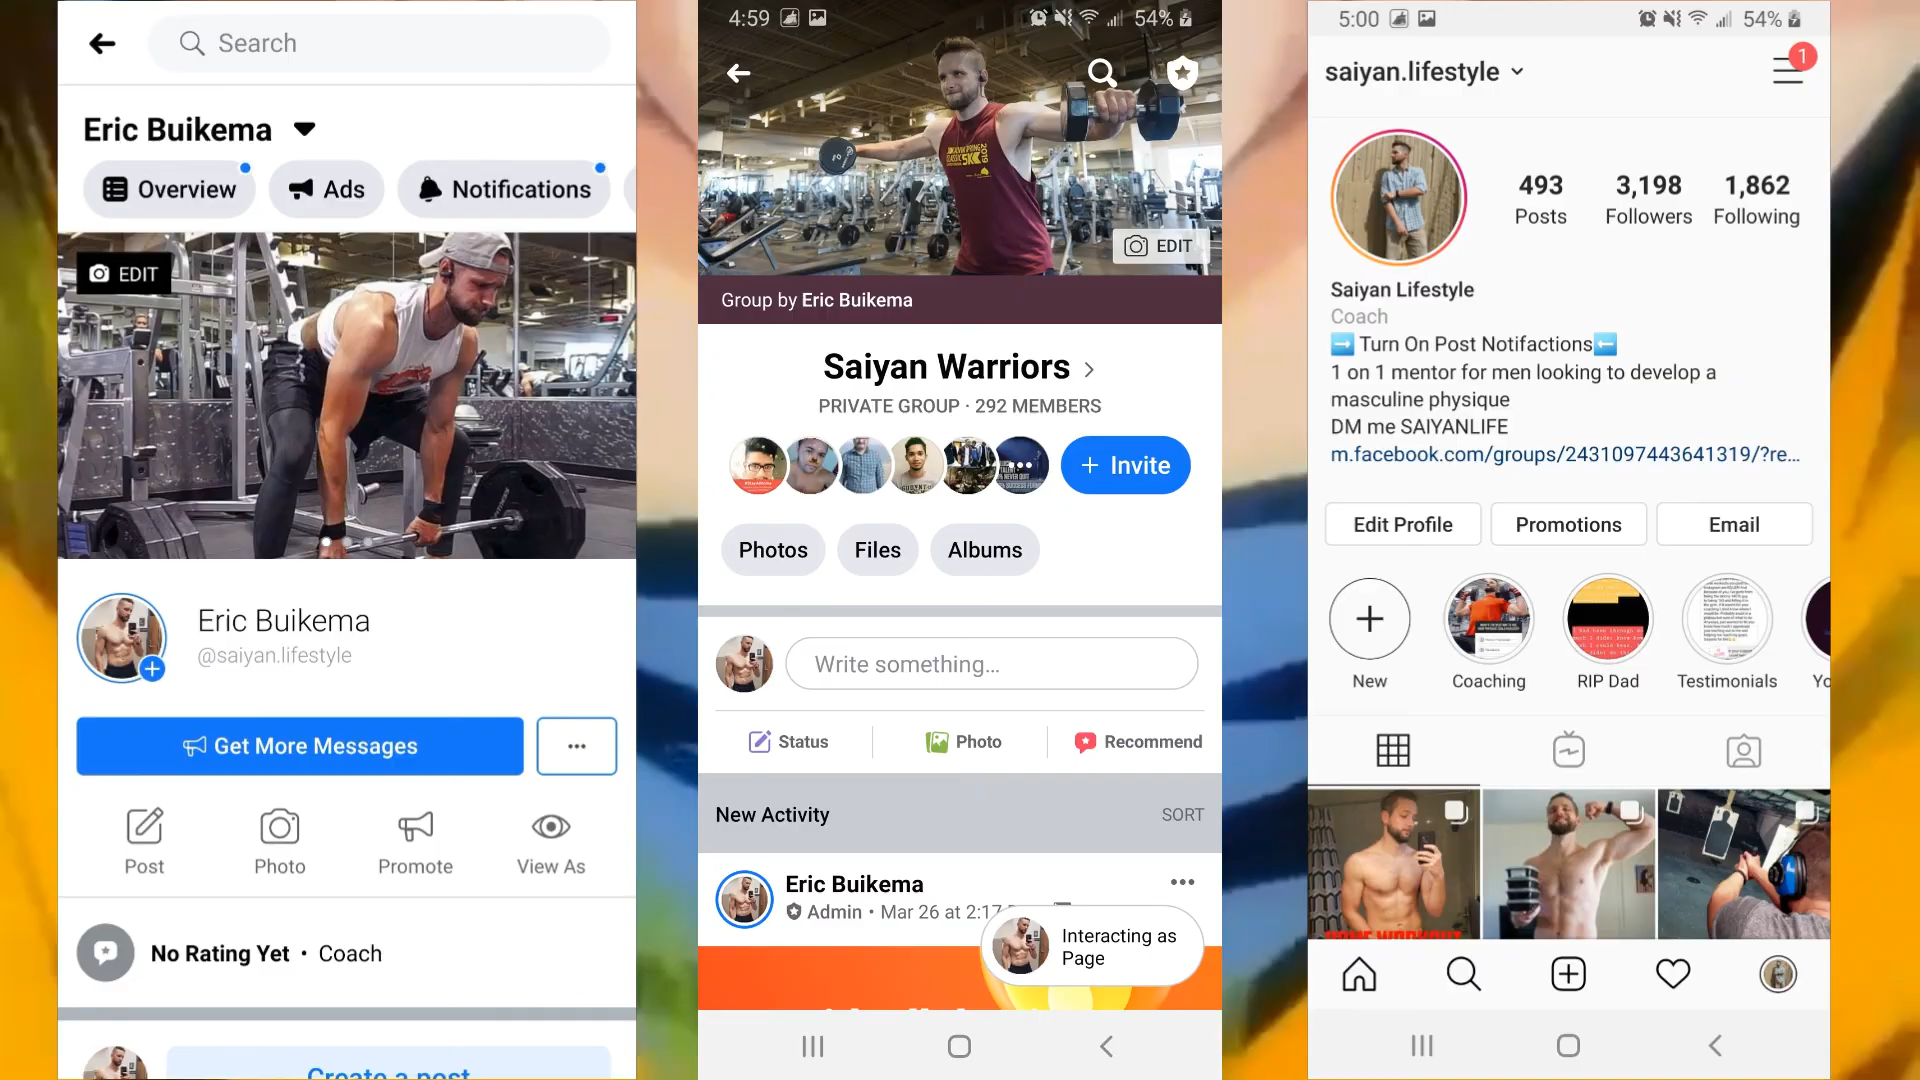 Search
Eric Buikema
Overview
Ads
Notifications
EDIT
Eric Buikema
@saiyan.lifestyle
Get More Messages
Post
Photo
Promote
View As
No Rating Yet • Coach
Create a post
4:59
54%
2019
5K
EDIT
Group by Eric Buikema
Saiyan Warriors
PRIVATE GROUP · 292 MEMBERS
+ Invite
Photos
Files
Albums
Write something...
Status
Photo
Recommend
New Activity
SORT
Eric Buikema
Admin • Mar 26 at 2:17
Interacting as
Page
5:00
54%
saiyan.lifestyle
1
493
3,198
1,862
Posts
Followers
Following
Saiyan Lifestyle
Coach
➡️ Turn On Post Notifactions⬅️
1 on 1 mentor for men looking to develop a
masculine physique
DM me SAIYANLIFE
m.facebook.com/groups/2431097443641319/?re...
Edit Profile
Promotions
Email
New
Coaching
RIP Dad
Testimonials
Yo